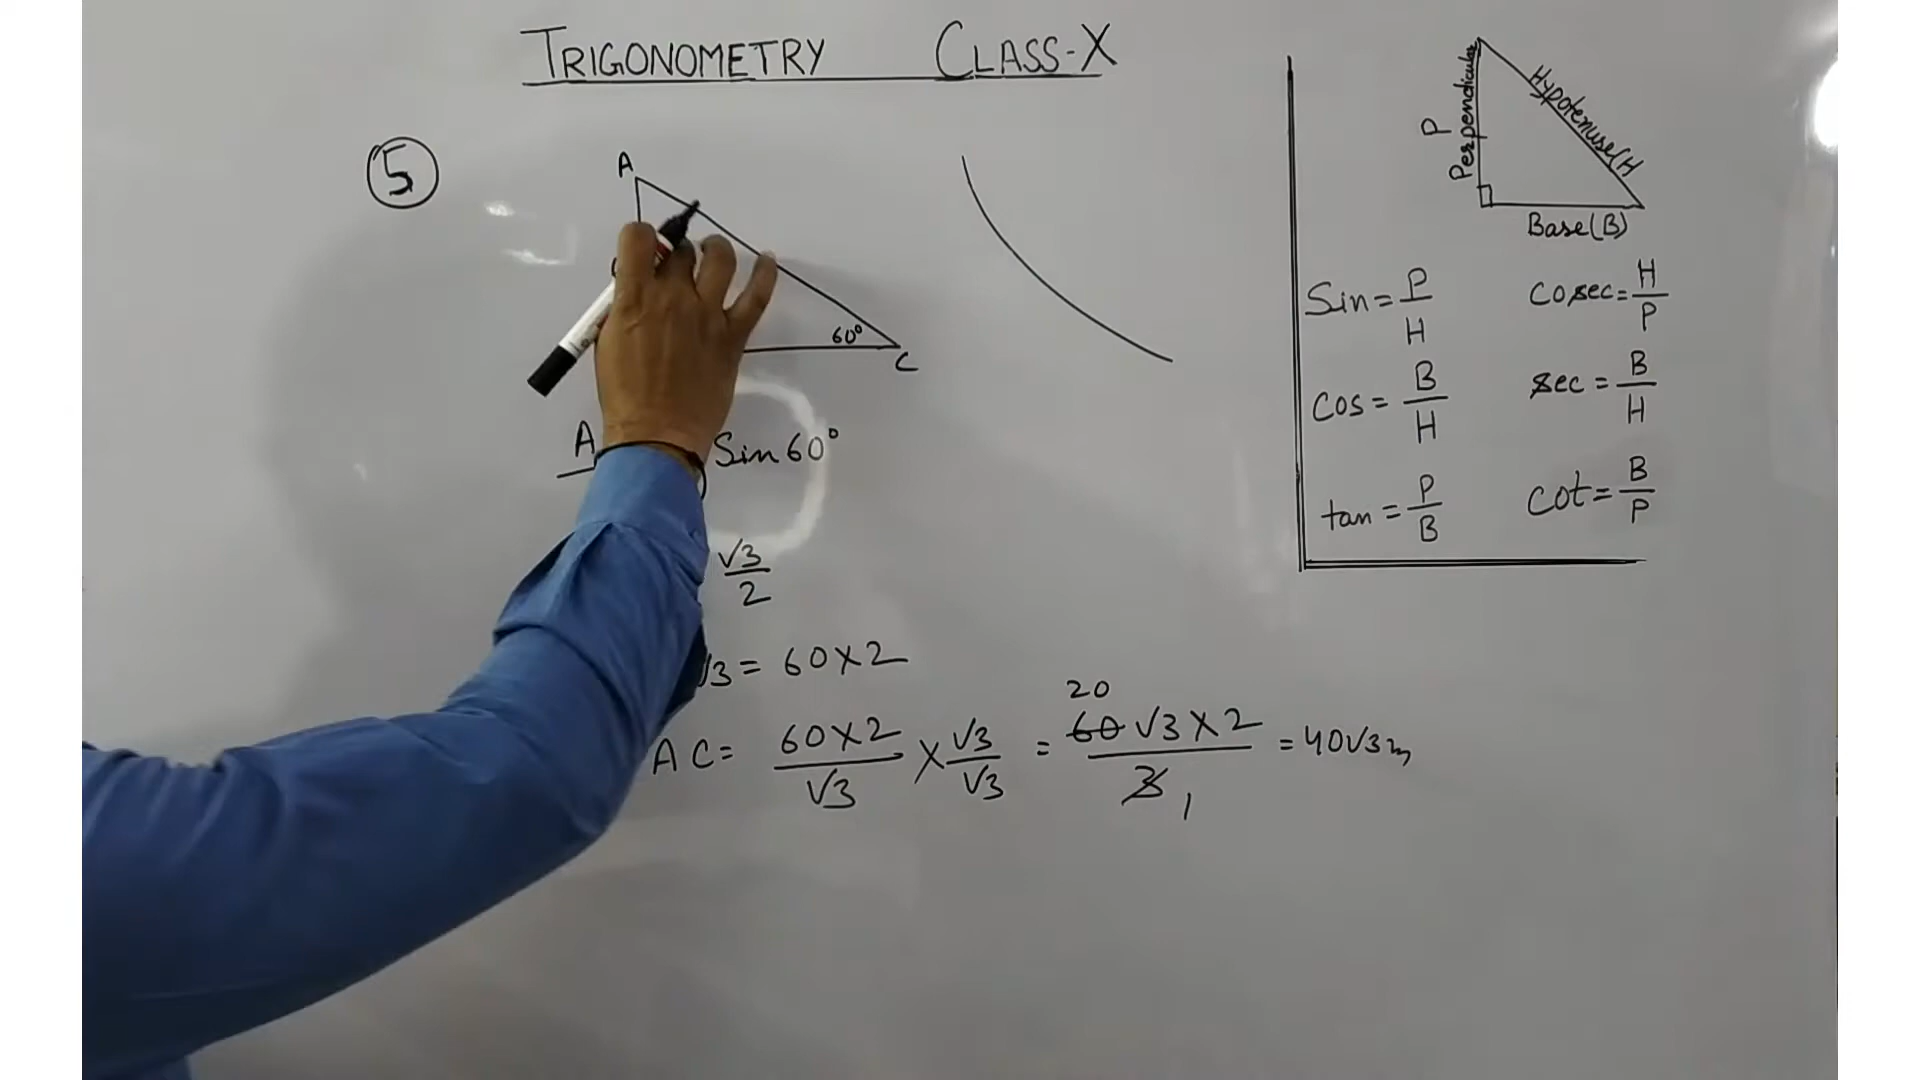 TRIGONOMETRY CLASS-X
5
A
60°
C
A Sin60°
√3/2
√3 = 60×2
AC = 60×2/√3 × √3/√3 = 60√3×2/3 = 40√3m
20
1
P
Perpendicular
Hypotenuse(H
Base(B)
Sin = P/H cosec = H/P
cos = B/H sec = B/H
tan = P/B cot = B/P